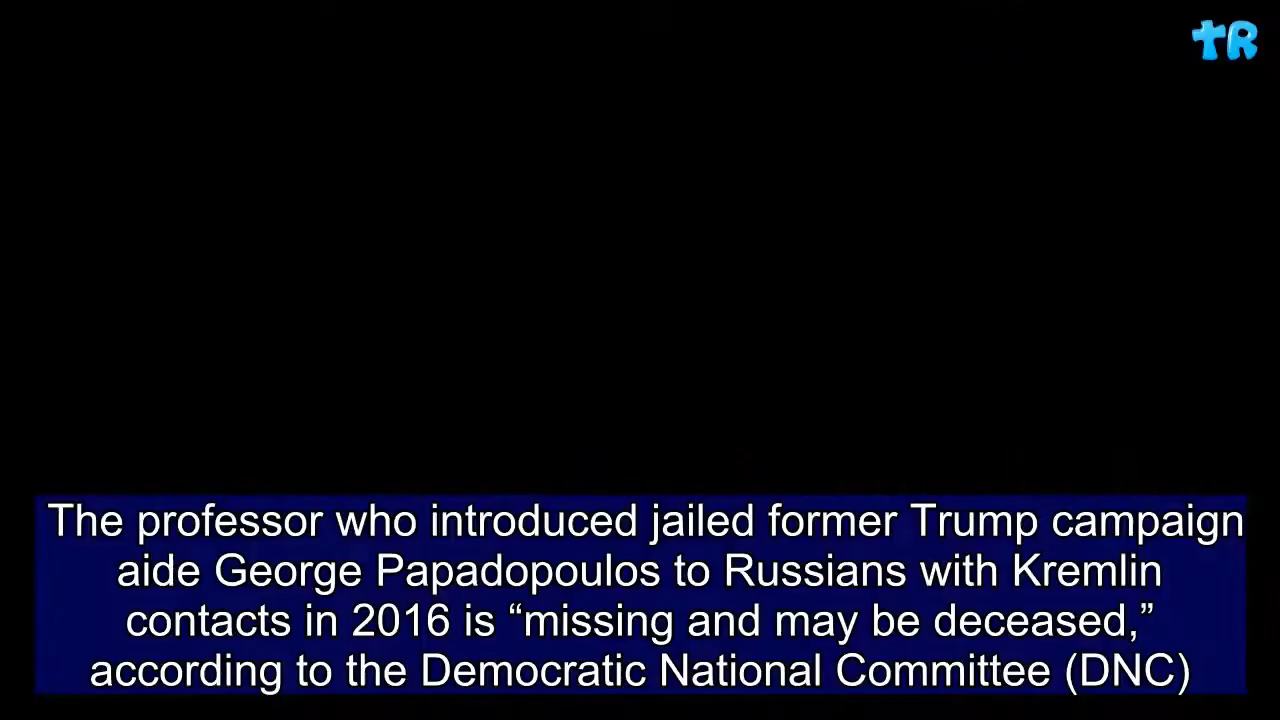 tR
The professor who introduced jailed former Trump campaign
aide George Papadopoulos to Russians with Kremlin
contacts in 2016 is “missing and may be deceased,”
according to the Democratic National Committee (DNC)